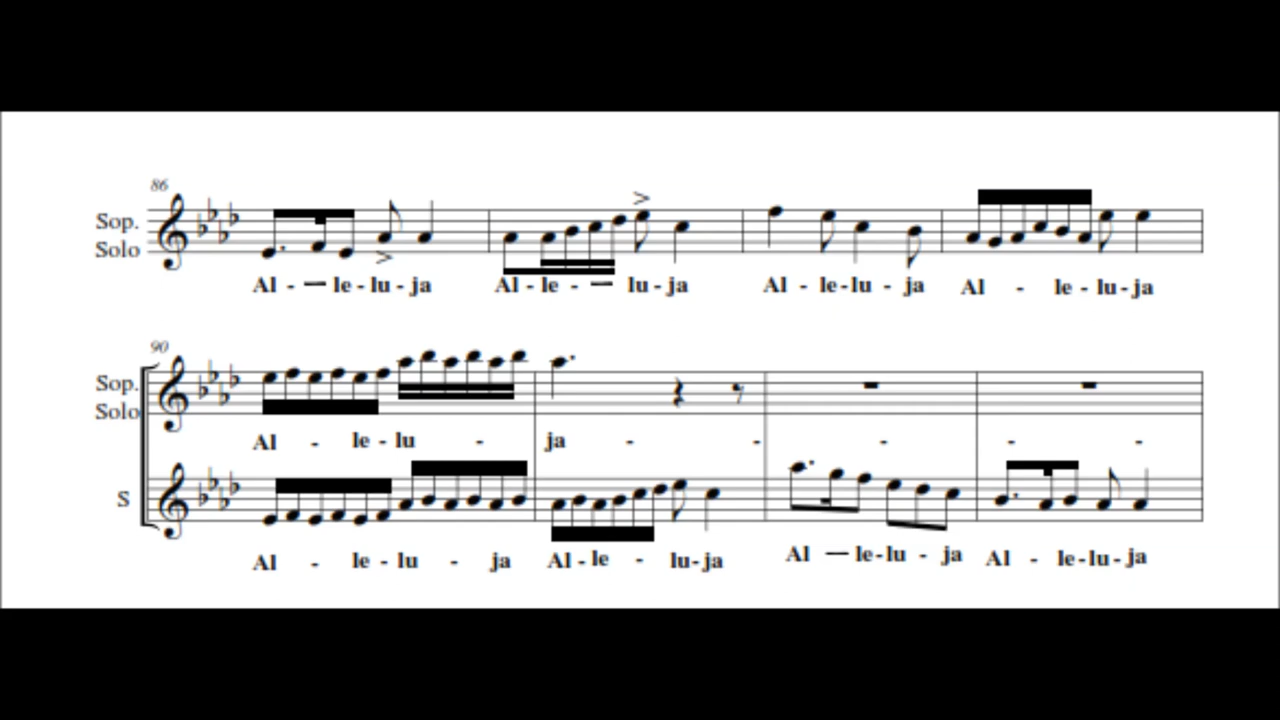 86
Sop.
Solo
Al - — le - lu - ja Al - le - — lu - ja Al - le - lu - ja Al - le - lu - ja
90
Sop.
Solo
Al - le - lu - ja - - - - -
S
Al - le - lu - ja Al - le - lu - ja Al — le - lu - ja Al - le - lu - ja